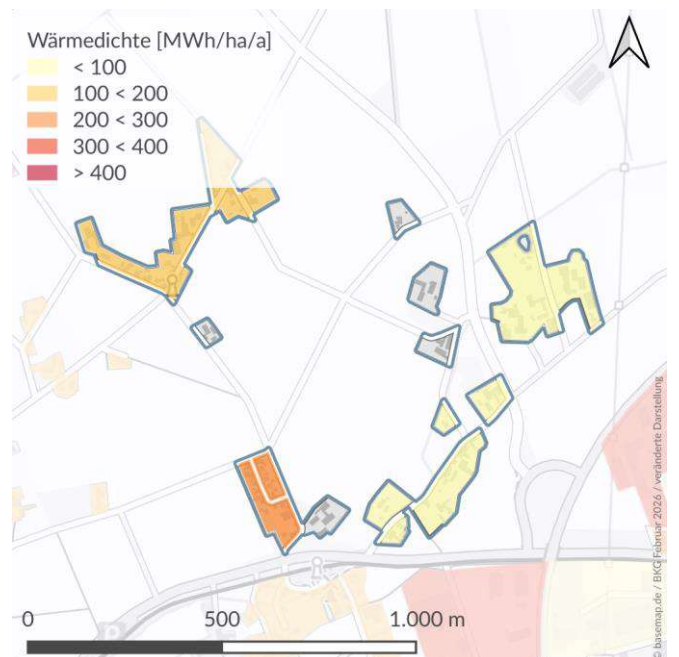 Wärmedichte [MWh/ha/a]
< 100
100 < 200
200 < 300
300 < 400
> 400
0 500 1.000 m
© basemap.de / BKG Februar 2026 / veränderte Darstellung